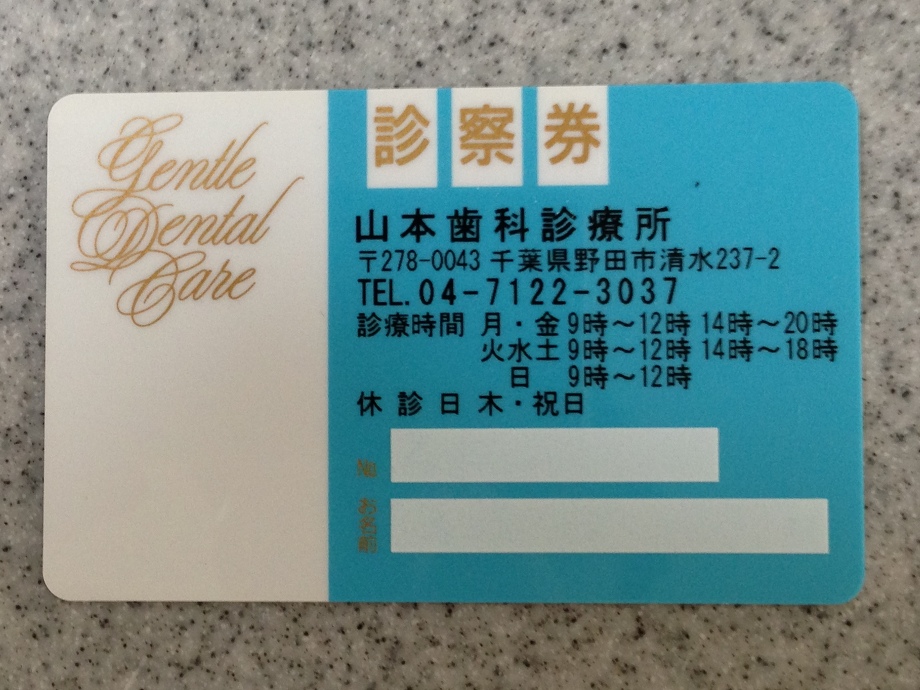 Gentle
Dental
Care
診察券
山本歯科診療所
〒278-0043 千葉県野田市清水237-2
TEL.04-7122-3037
診療時間 月・金 9時～12時 14時～20時
火水土 9時～12時 14時～18時
日 9時～12時
休診日 木・祝日